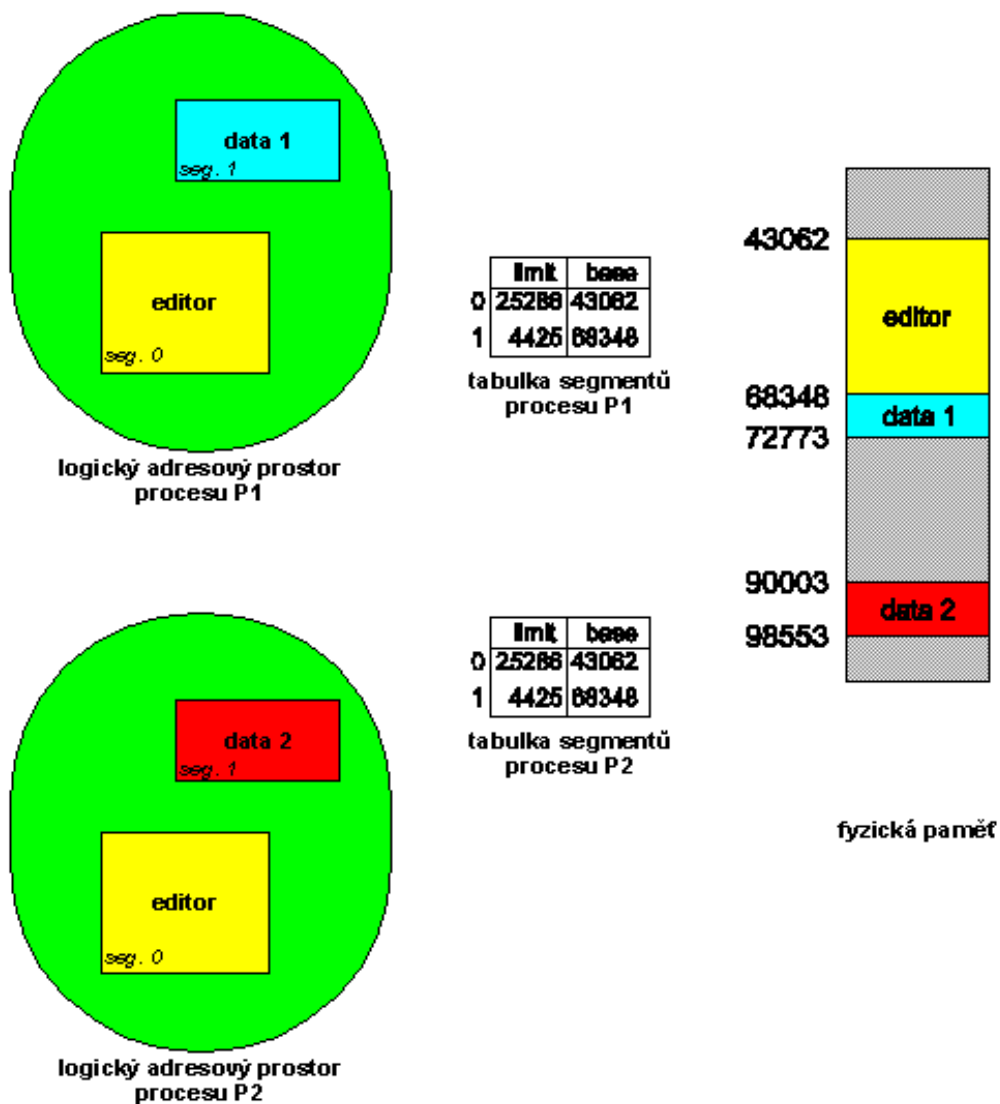 data 1
seg. 1
editor
seg. 0
logický adresový prostor
procesu P1
limit base
0 25286 43062
1 4425 68348
tabulka segmentů
procesu P1
43062
editor
68348
data 1
72773
90003
data 2
98553
fyzická paměť
data 2
seg. 1
editor
seg. 0
logický adresový prostor
procesu P2
limit base
0 25286 43062
1 4425 68348
tabulka segmentů
procesu P2